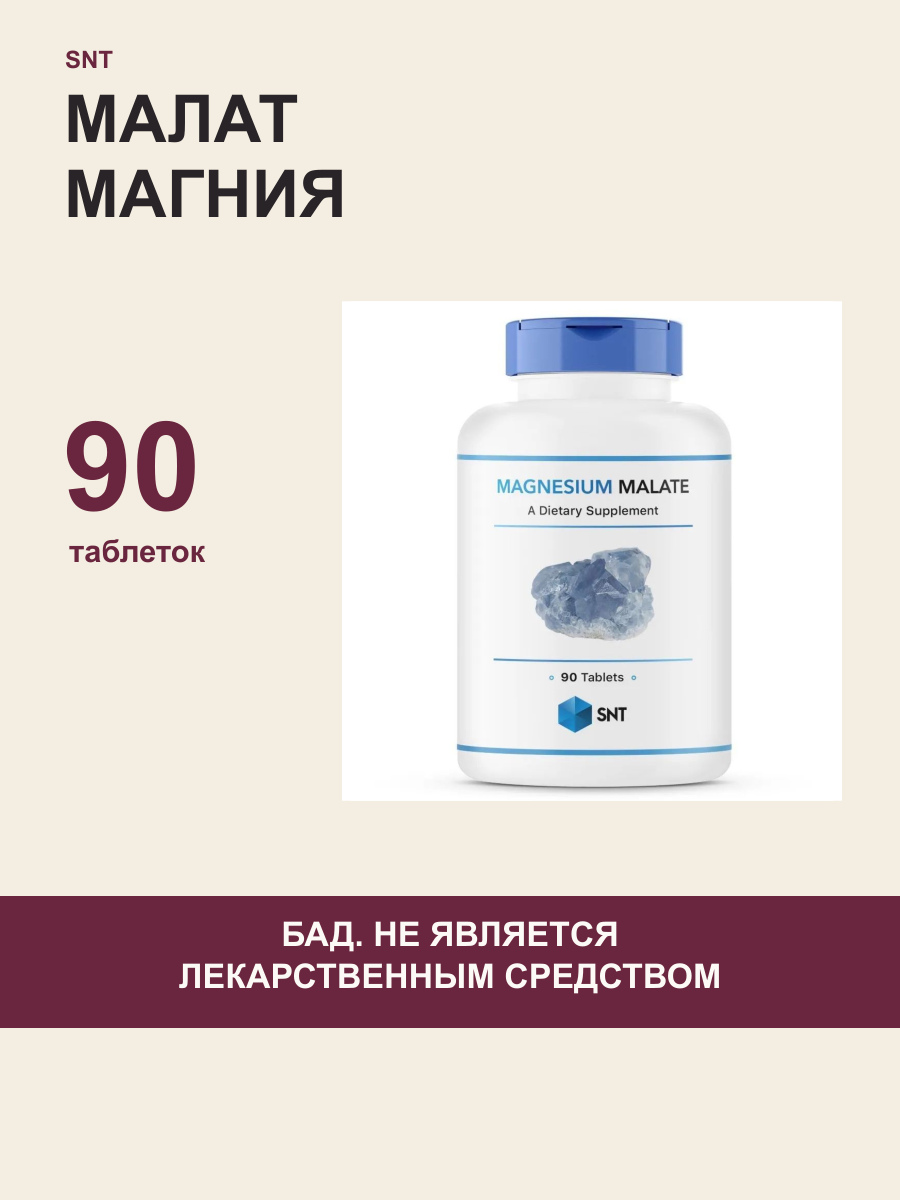 SNT
МАЛАТ
МАГНИЯ
90
таблеток
MAGNESIUM MALATE
A Dietary Supplement
90 Tablets
SNT
БАД. НЕ ЯВЛЯЕТСЯ
ЛЕКАРСТВЕННЫМ СРЕДСТВОМ